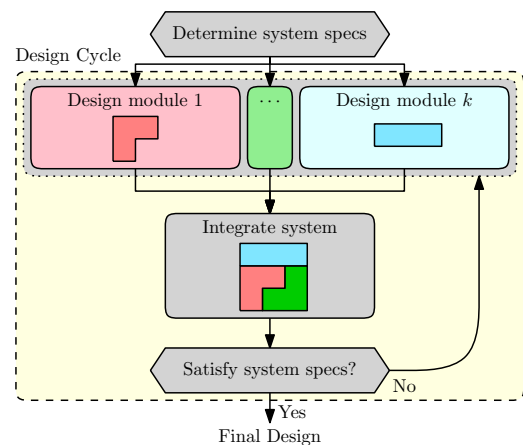 Determine system specs
Design Cycle
Design module 1
...
Design module k
Integrate system
Satisfy system specs?
No
Yes
Final Design